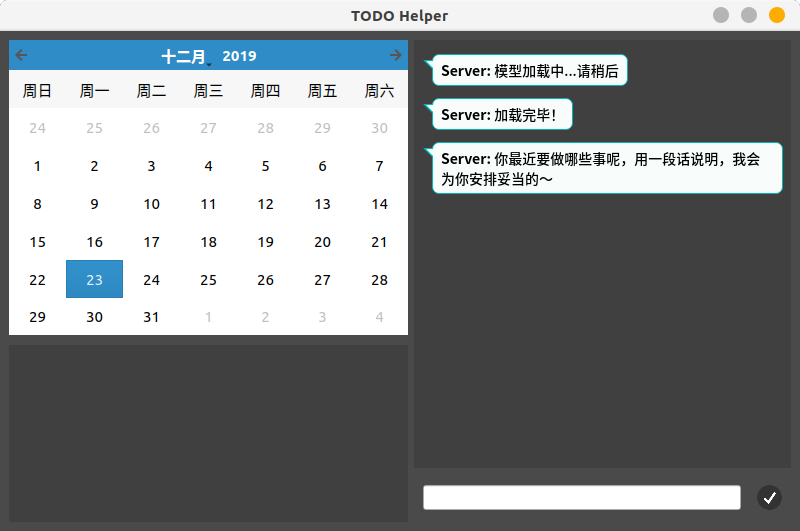 TODO Helper
十二月 2019
周日 周一 周二 周三 周四 周五 周六
24 25 26 27 28 29 30
1 2 3 4 5 6 7
8 9 10 11 12 13 14
15 16 17 18 19 20 21
22 23 24 25 26 27 28
29 30 31 1 2 3 4
Server: 模型加载中...请稍后
Server: 加载完毕！
Server: 你最近要做哪些事呢，用一段话说明，我会
为你安排妥当的～